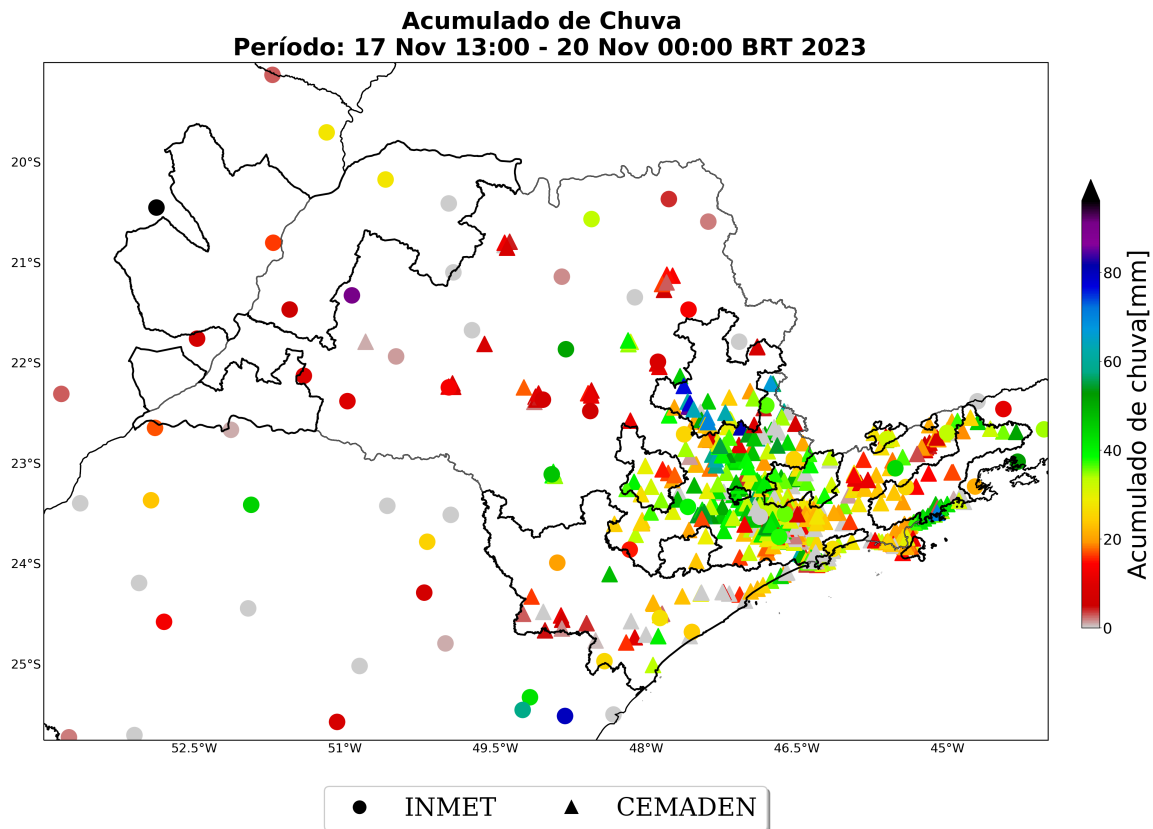 Acumulado de Chuva
Período: 17 Nov 13:00 - 20 Nov 00:00 BRT 2023
20°S
21°S
22°S
23°S
24°S
25°S
52.5°W
51°W
49.5°W
48°W
46.5°W
45°W
80
60
40
20
0
Acumulado de chuva[mm]
INMET
CEMADEN